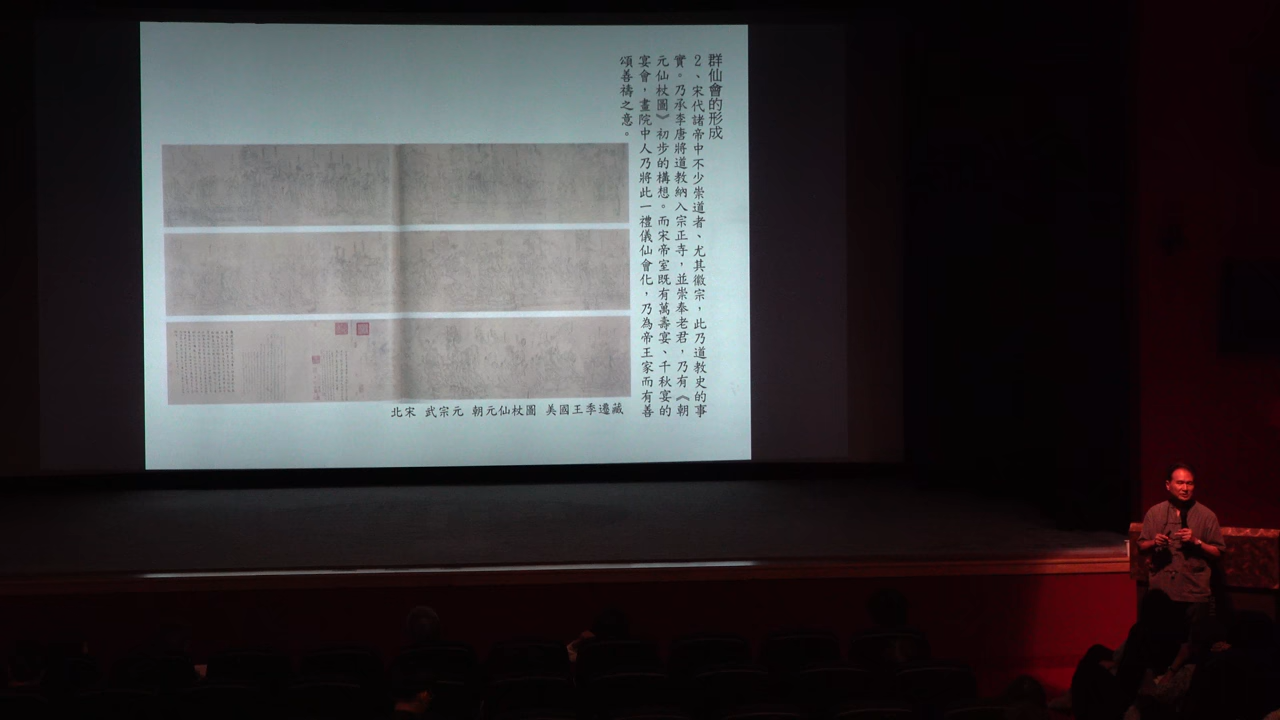 群仙會的形成
2、宋代諸帝中不少崇道者、尤其徽宗，此乃道教史的事
實。乃承李唐將道教納入宗正寺，並崇奉老君，乃有《朝
元仙杖圖》初步的構想。而宋帝室既有萬壽宴、千秋宴的
宴會，畫院中人乃將此一禮儀仙會化，乃為帝王家而有善
頌善禱之意。
北宋 武宗元 朝元仙杖圖 美國王季遷藏